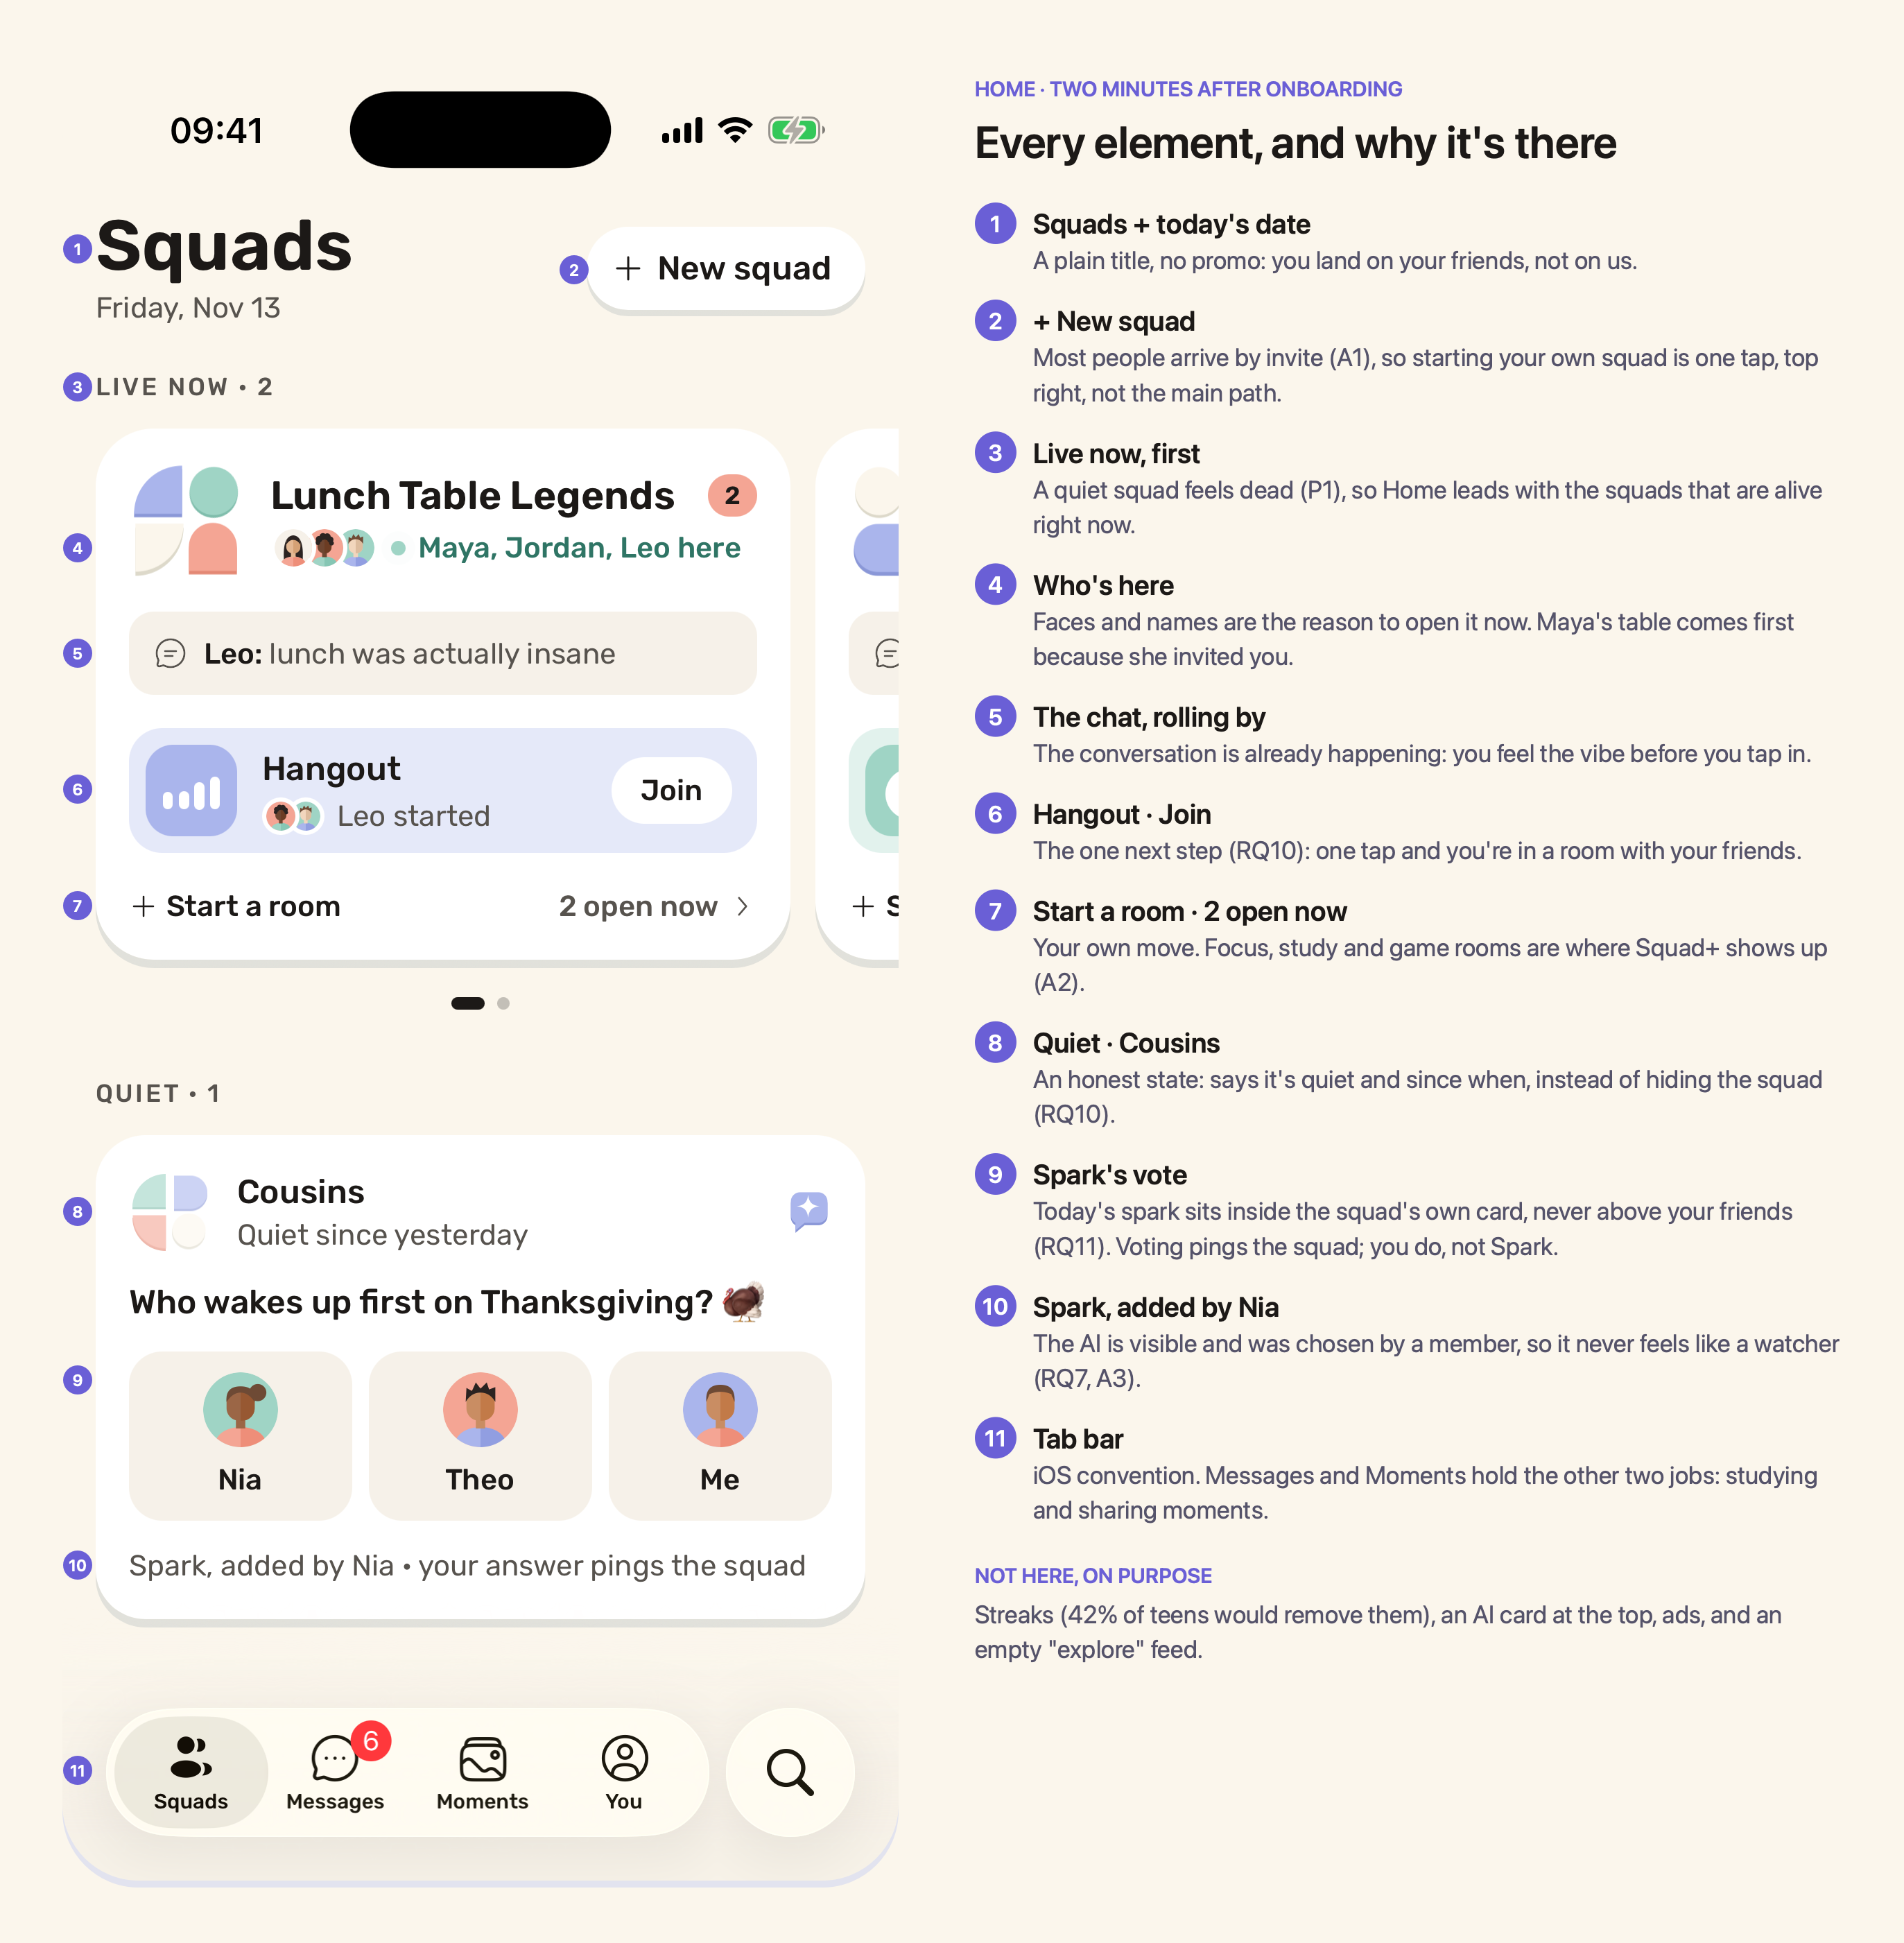 09:41
1 Squads
Friday, Nov 13
2 + New squad
3 LIVE NOW • 2
Lunch Table Legends 2
4 Maya, Jordan, Leo here
5 Leo: lunch was actually insane
6 Hangout
Leo started
Join
7 + Start a room 2 open now >
+ S
QUIET • 1
8 Cousins
Quiet since yesterday
Who wakes up first on Thanksgiving? 🦃
9 Nia Theo Me
10 Spark, added by Nia • your answer pings the squad
11 Squads Messages 6 Moments You
HOME · TWO MINUTES AFTER ONBOARDING
Every element, and why it's there
1 Squads + today's date
A plain title, no promo: you land on your friends, not on us.
2 + New squad
Most people arrive by invite (A1), so starting your own squad is one tap, top
right, not the main path.
3 Live now, first
A quiet squad feels dead (P1), so Home leads with the squads that are alive
right now.
4 Who's here
Faces and names are the reason to open it now. Maya's table comes first
because she invited you.
5 The chat, rolling by
The conversation is already happening: you feel the vibe before you tap in.
6 Hangout · Join
The one next step (RQ10): one tap and you're in a room with your friends.
7 Start a room · 2 open now
Your own move. Focus, study and game rooms are where Squad+ shows up
(A2).
8 Quiet · Cousins
An honest state: says it's quiet and since when, instead of hiding the squad
(RQ10).
9 Spark's vote
Today's spark sits inside the squad's own card, never above your friends
(RQ11). Voting pings the squad; you do, not Spark.
10 Spark, added by Nia
The AI is visible and was chosen by a member, so it never feels like a watcher
(RQ7, A3).
11 Tab bar
iOS convention. Messages and Moments hold the other two jobs: studying
and sharing moments.
NOT HERE, ON PURPOSE
Streaks (42% of teens would remove them), an AI card at the top, ads, and an
empty "explore" feed.